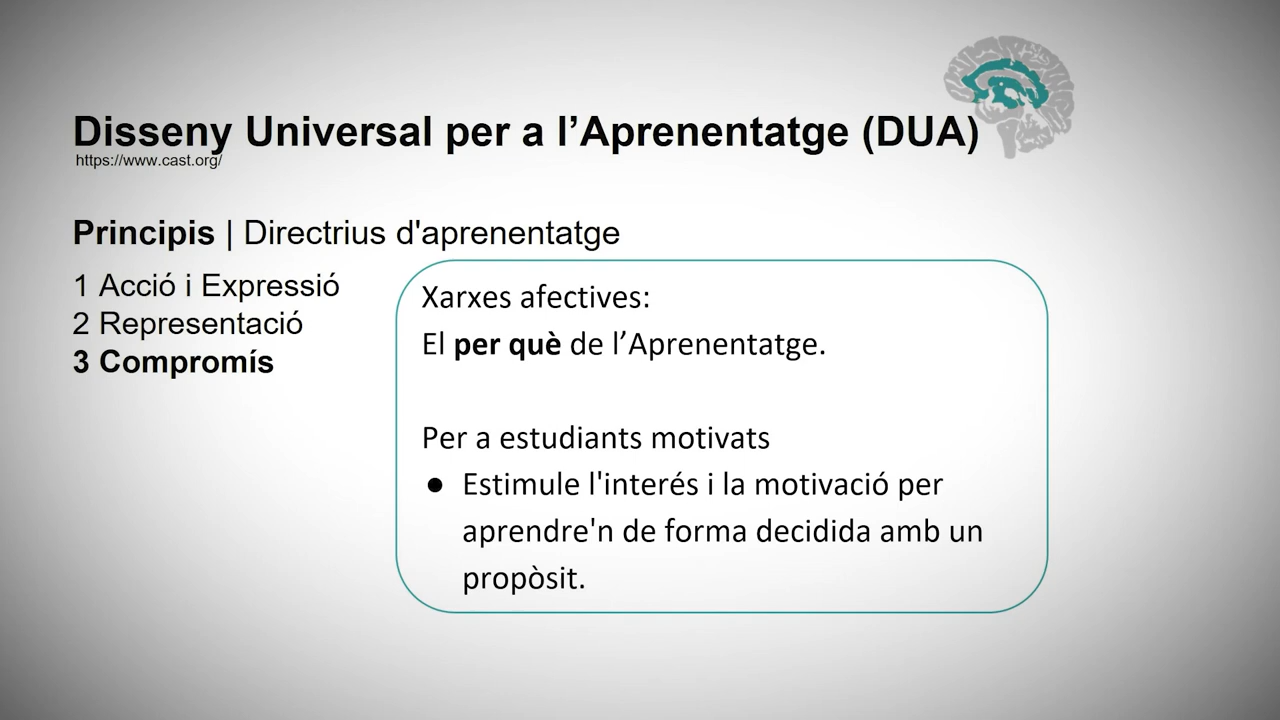 Disseny Universal per a l’Aprenentatge (DUA)
https://www.cast.org/
Principis | Directrius d'aprenentatge
1 Acció i Expressió
2 Representació
3 Compromís
Xarxes afectives:
El per què de l’Aprenentatge.
Per a estudiants motivats
● Estimule l'interés i la motivació per
aprendre'n de forma decidida amb un
propòsit.